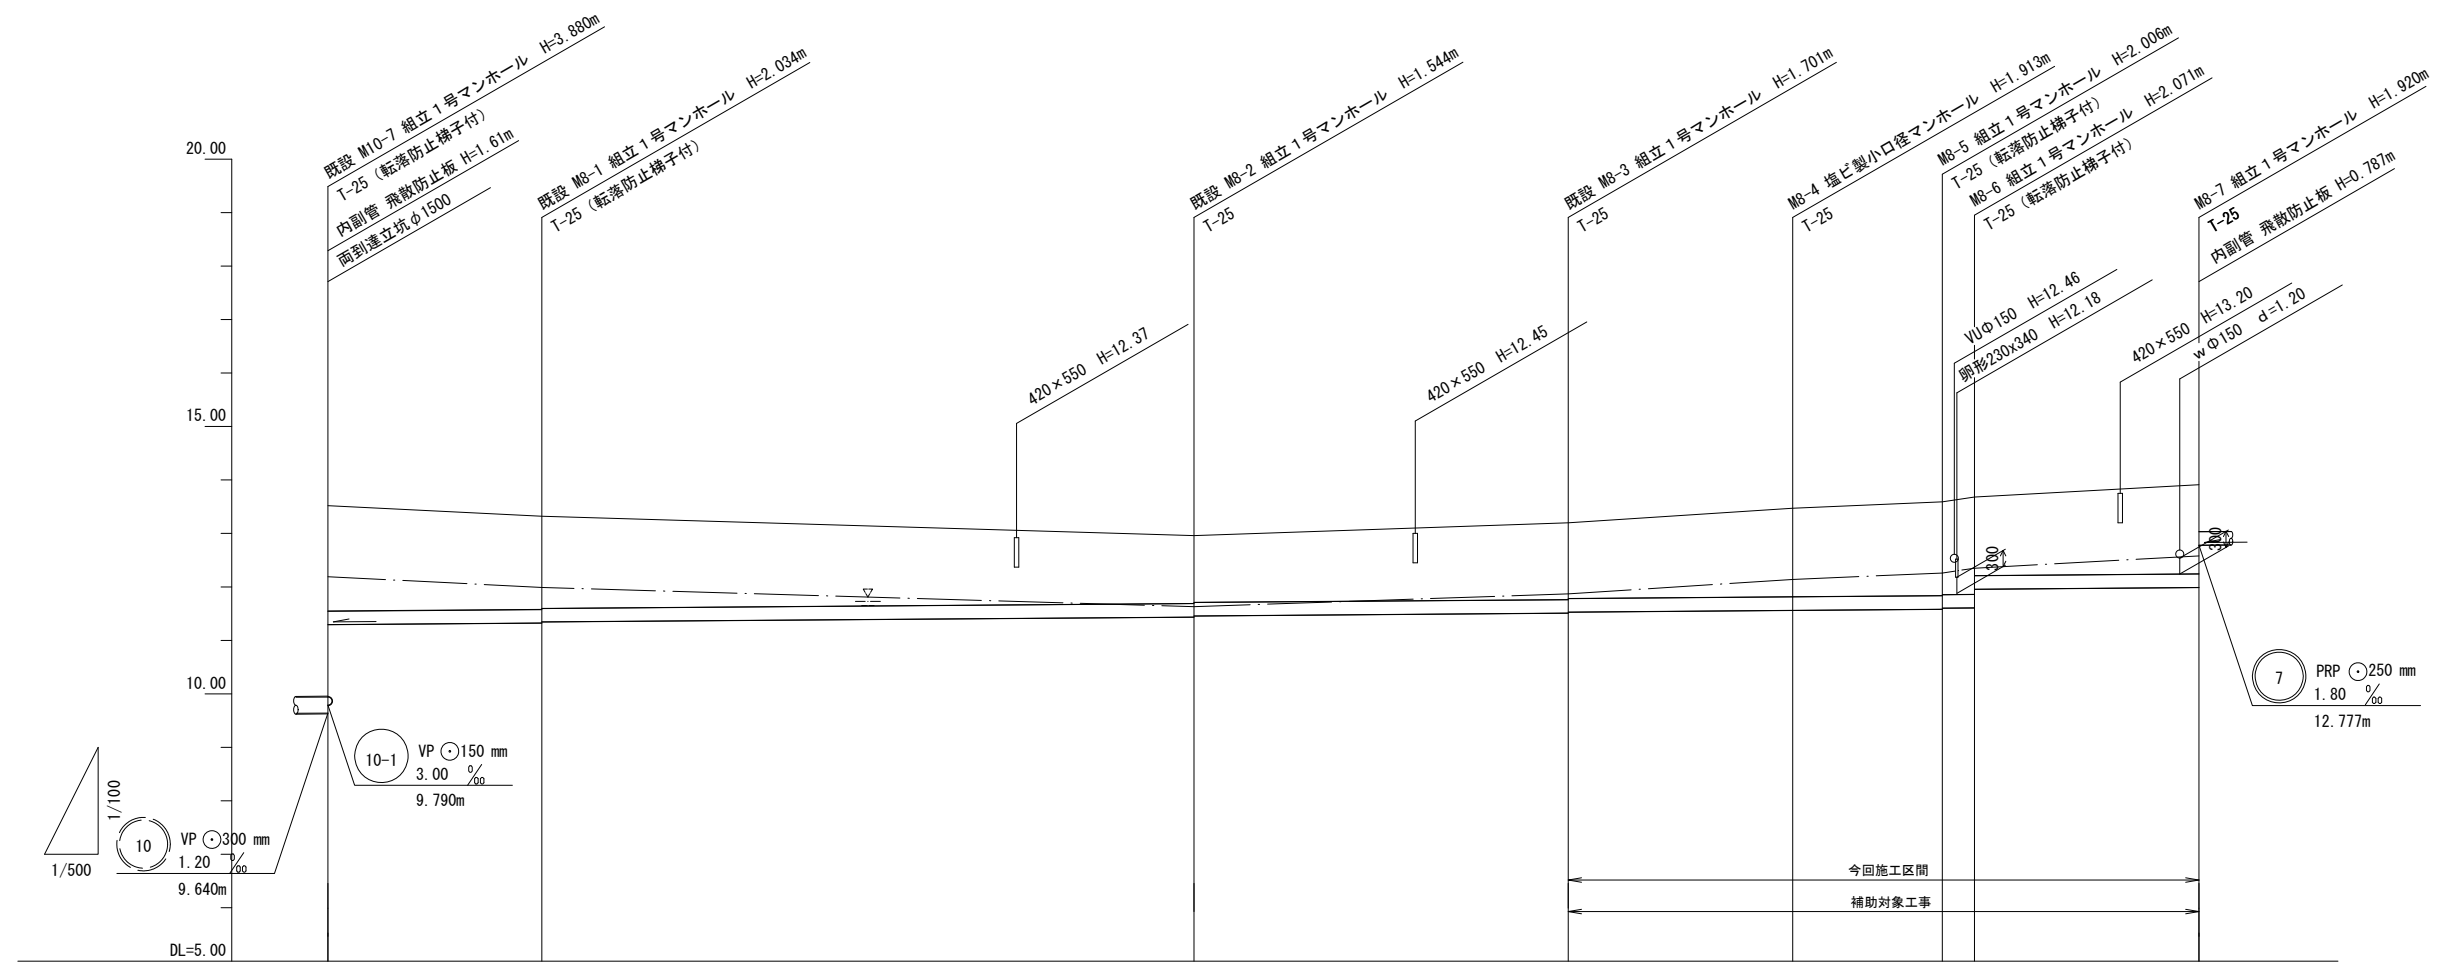 既設 M10-7 組立１号マンホール H=3.880m
T-25（転落防止梯子付）
内副管 飛散防止板 H=1.61m
両到達立坑φ1500
既設 M8-1 組立１号マンホール H=2.034m
T-25（転落防止梯子付）
既設 M8-2 組立１号マンホール H=1.544m
T-25
既設 M8-3 組立１号マンホール H=1.701m
T-25
M8-4 塩ビ製小口径マンホール H=1.913m
T-25
M8-5 組立１号マンホール H=2.006m
T-25（転落防止梯子付）
M8-6 組立１号マンホール H=2.071m
T-25（転落防止梯子付）
M8-7 組立１号マンホール H=1.920m
T-25
内副管 飛散防止板 H=0.787m
420×550 H=12.37
420×550 H=12.45
VUΦ150 H=12.46
卵形230x340 H=12.18
420×550 H=13.20
wΦ150 d=1.20
20.00
15.00
10.00
DL=5.00
300
300
7
PRP ⊙250 mm
1.80 0/00
12.777m
10-1
VP ⊙150 mm
3.00 0/00
9.790m
1/100
1/500
10
VP ⊙300 mm
1.20 0/00
9.640m
今回施工区間
補助対象工事